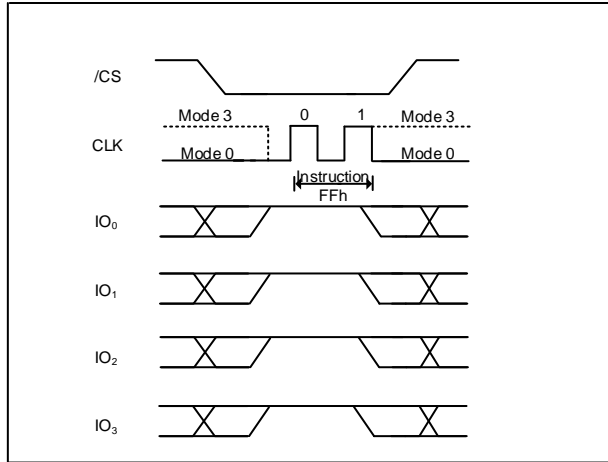 /CS
Mode 3 0 1 Mode 3
CLK
Mode 0 Mode 0
Instruction
FFh
IO₀
IO₁
IO₂
IO₃